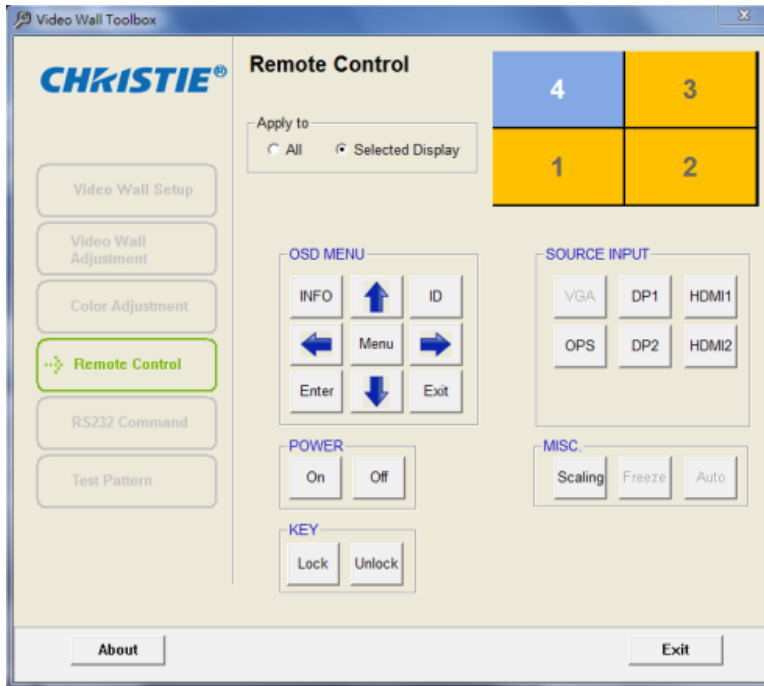 Video Wall Toolbox
CHRISTIE®
Remote Control
4
3
1
2
Apply to
All
Selected Display
Video Wall Setup
Video Wall
Adjustment
Color Adjustment
Remote Control
RS232 Command
Test Pattern
OSD MENU
INFO
ID
Menu
Enter
Exit
SOURCE INPUT
VGA
DP1
HDMI1
OPS
DP2
HDMI2
POWER
On
Off
MISC.
Scaling
Freeze
Auto
KEY
Lock
Unlock
About
Exit